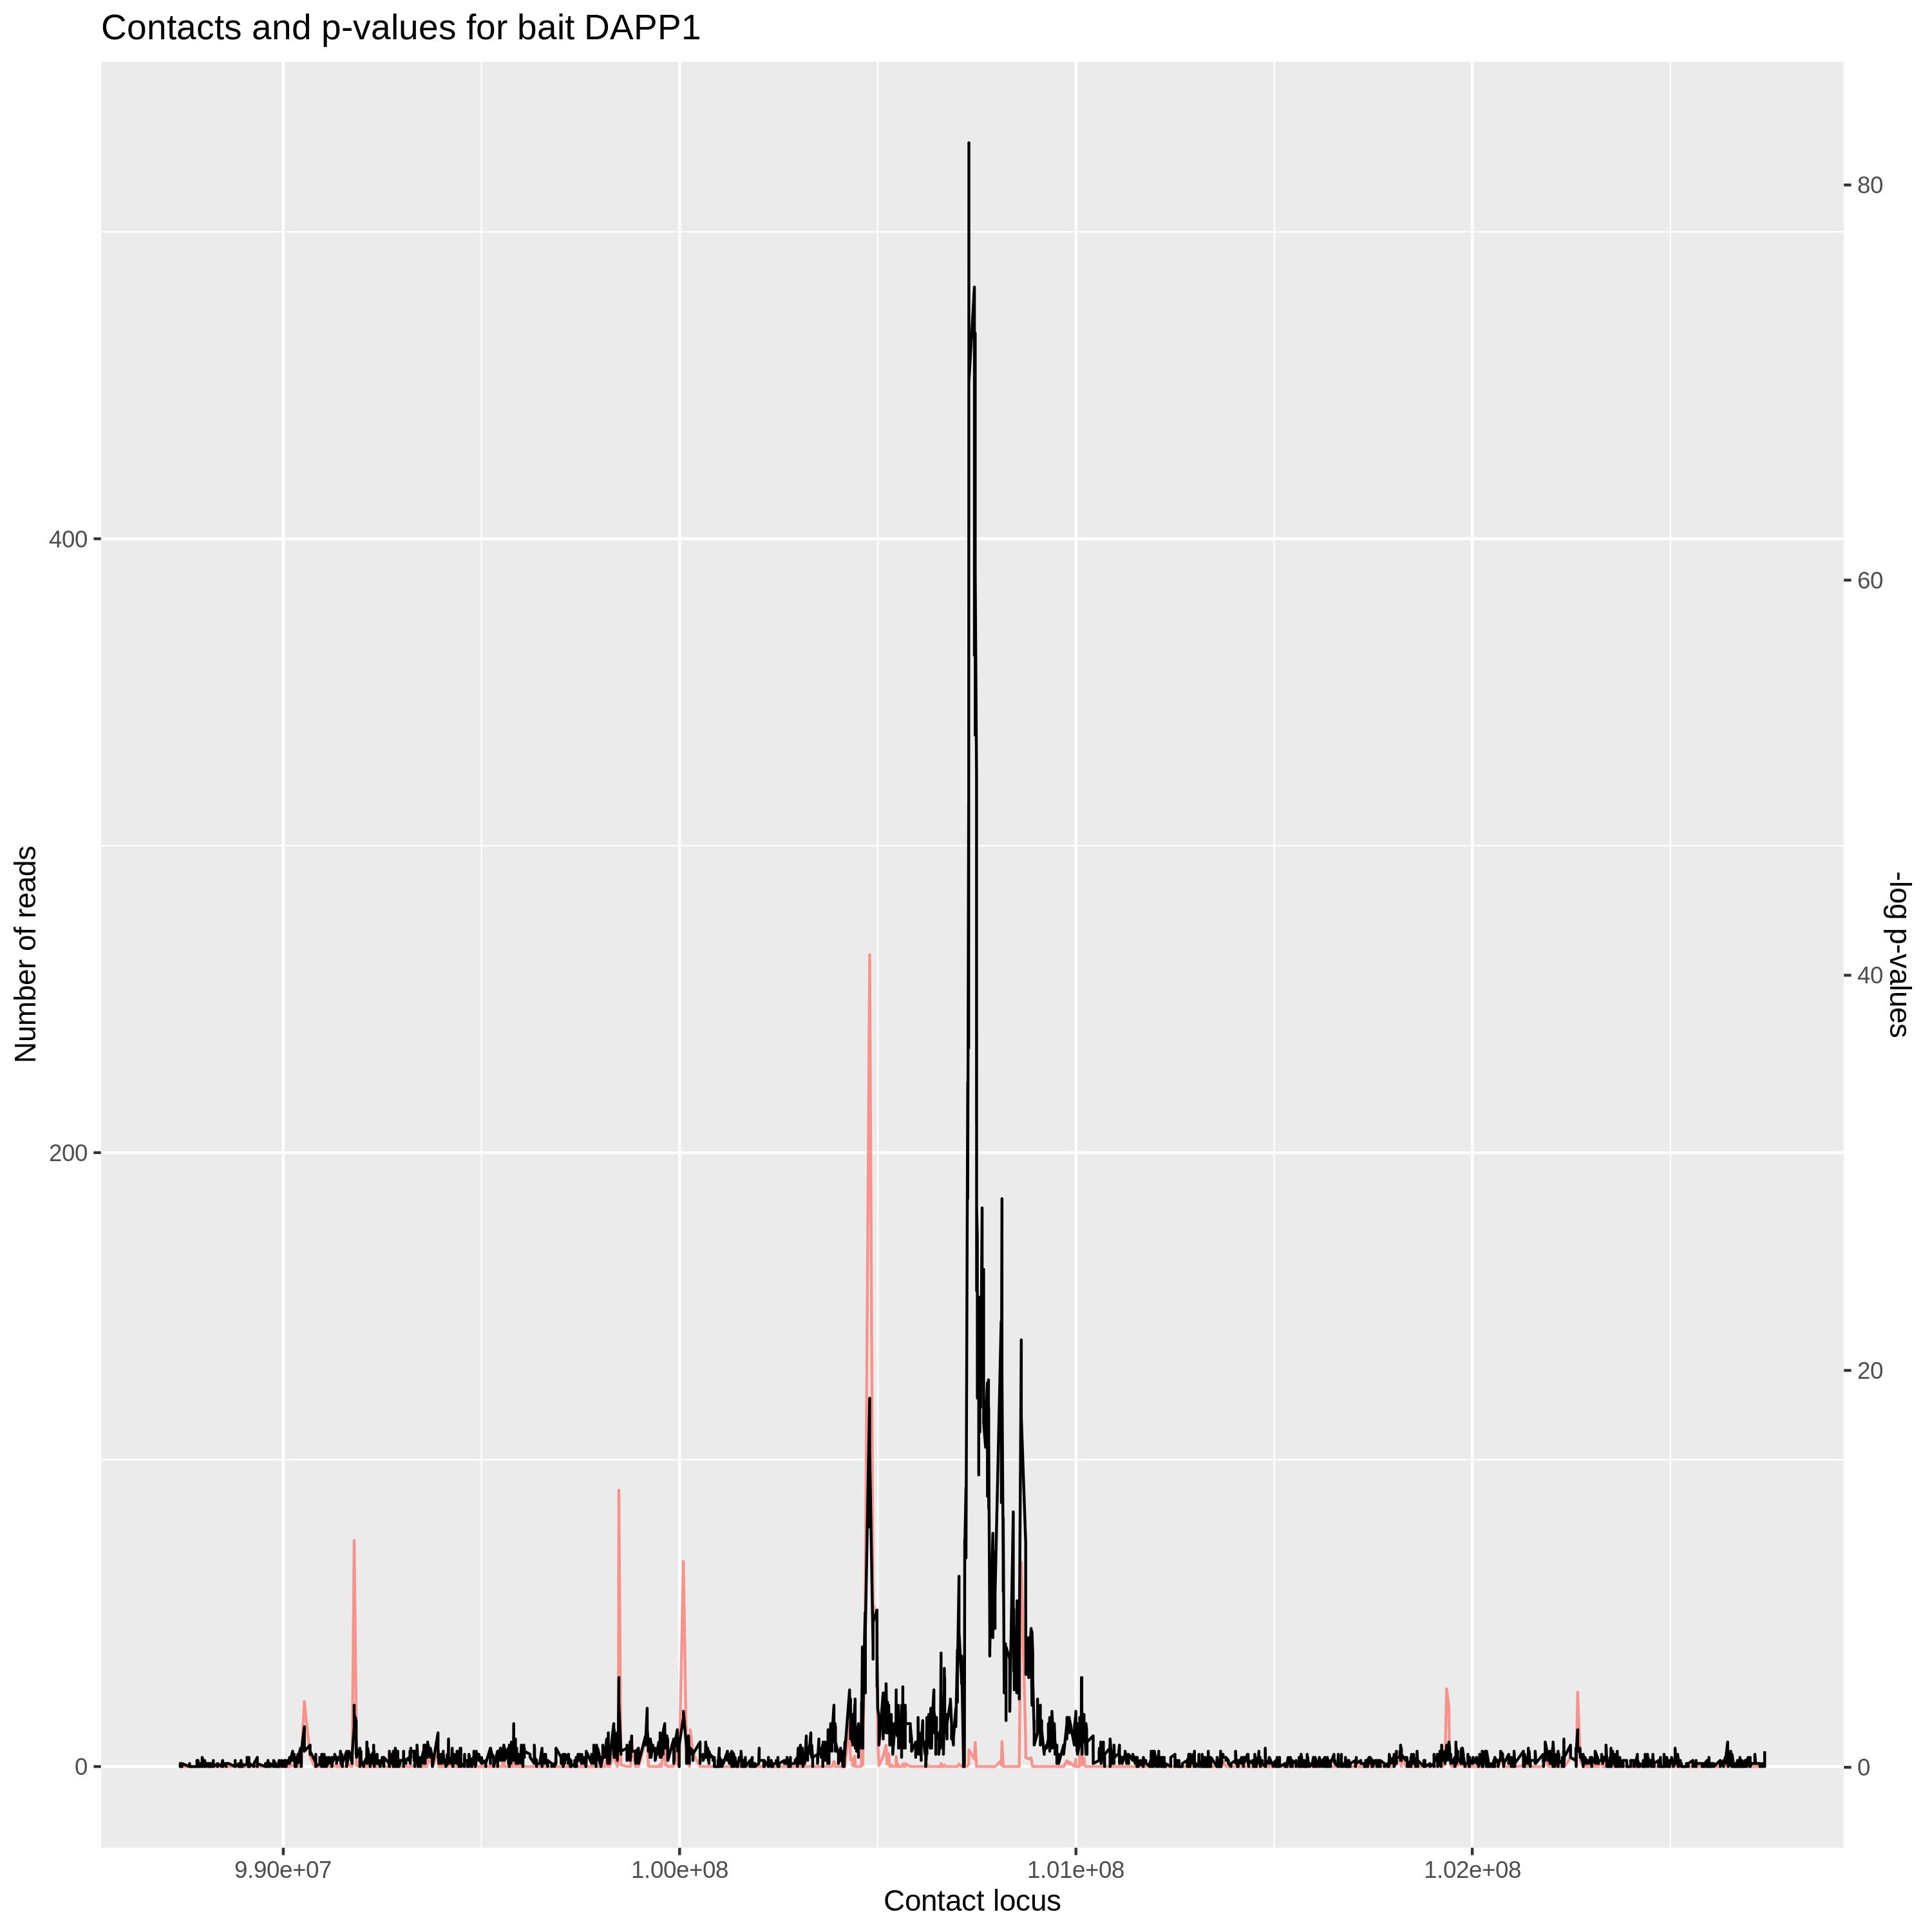 Contacts and p-values for bait DAPP1
Number of reads
400
200
0
80
60
40
20
0
-log p-values
9.90e+07
1.00e+08
1.01e+08
1.02e+08
Contact locus